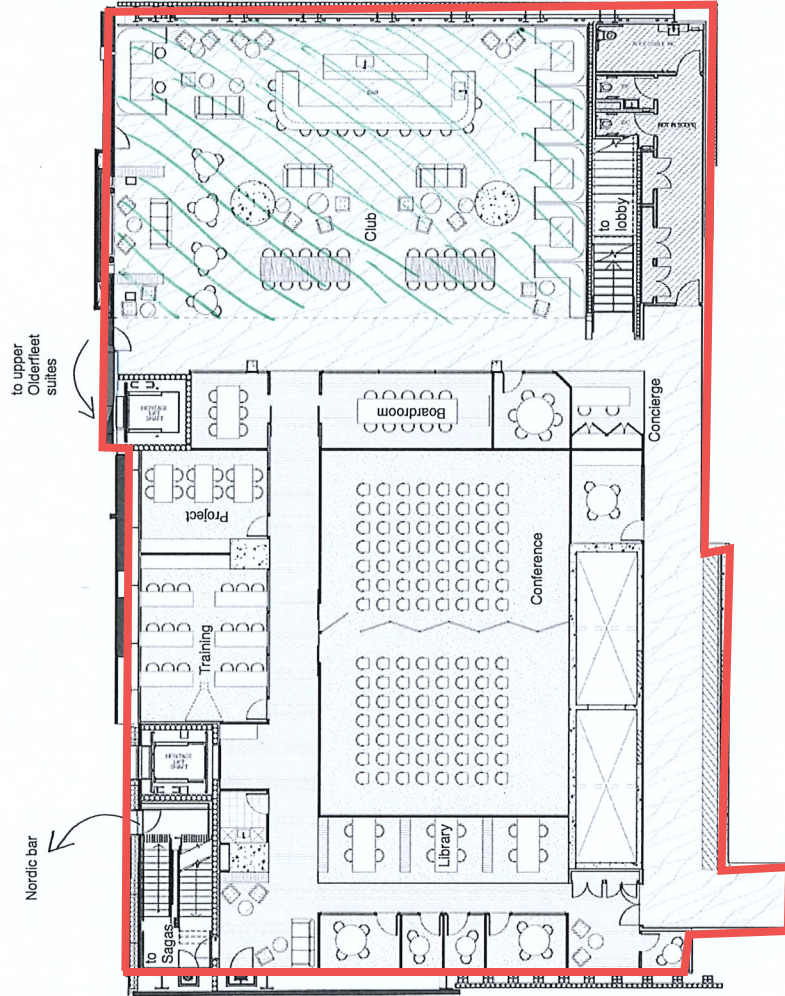 Club
to
lobby
to upper
Olderfleet
suites
Boardroom
Concierge
Project
Conference
Training
Library
Nordic bar
to
Sagas